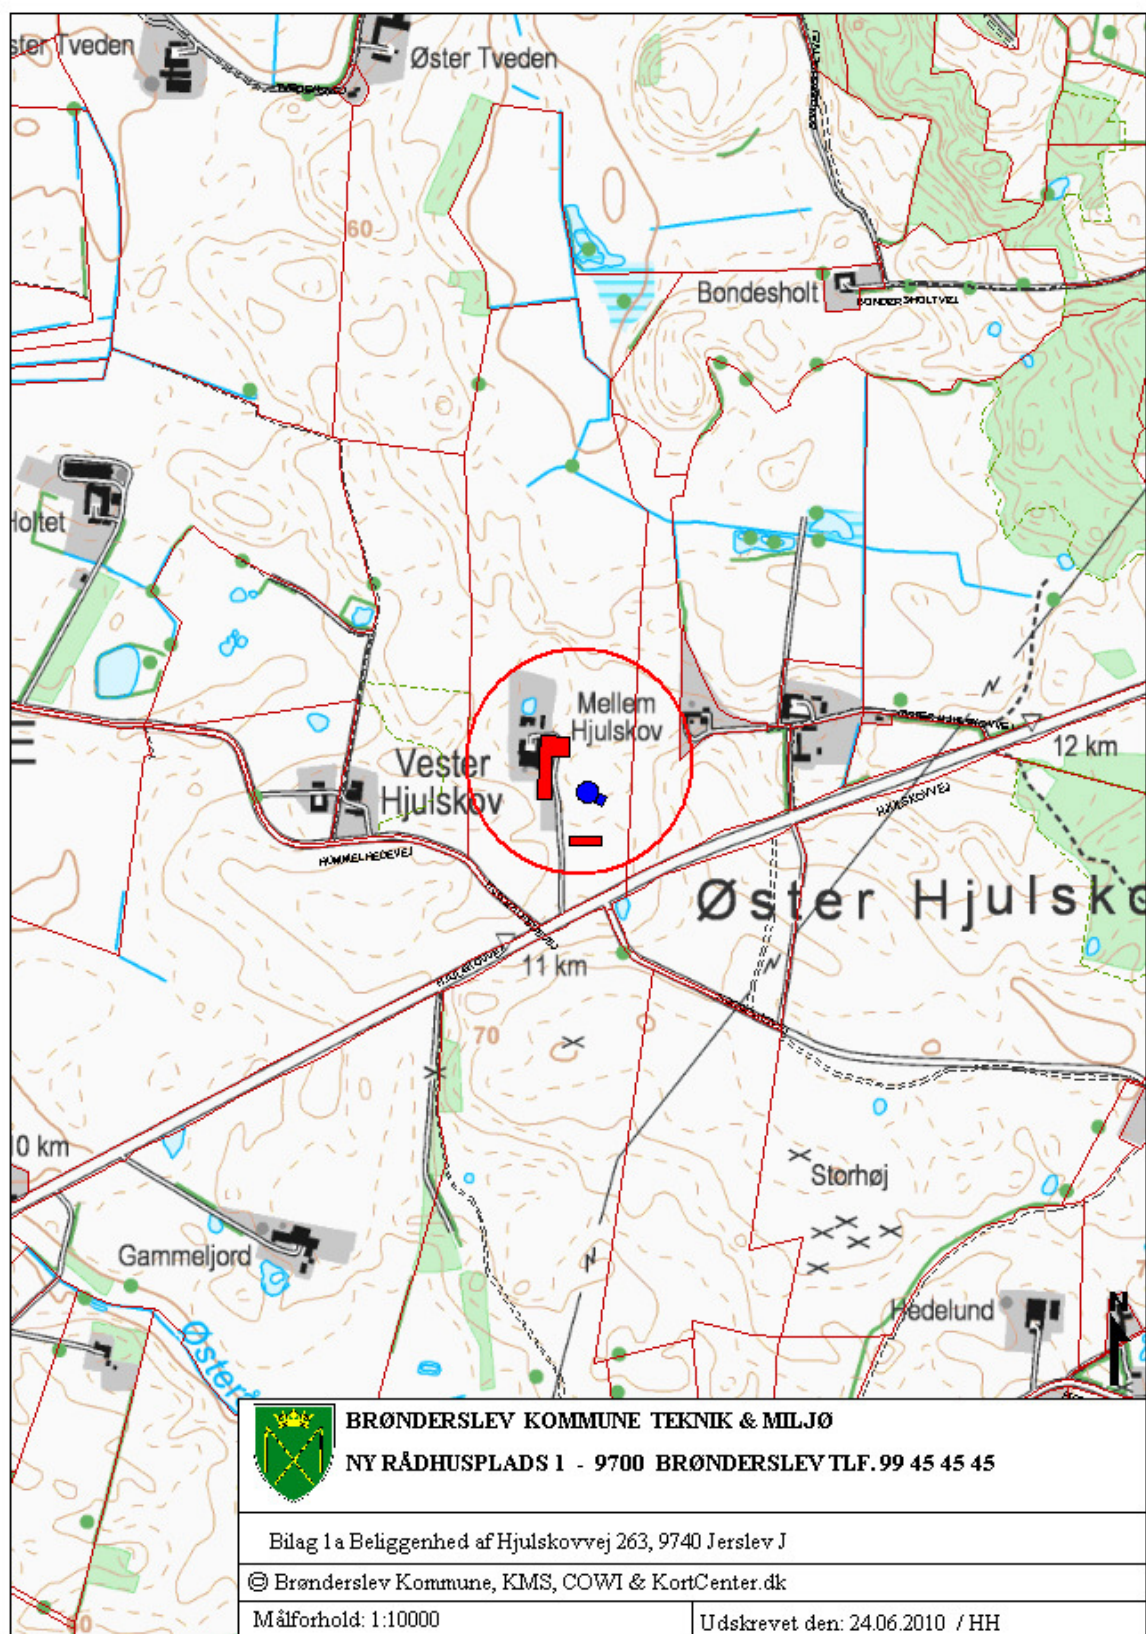 ster Tveden
Øster Tveden
60
Bondesholt
BONDERSHOLTVEJ
Holtet
Mellem
Hjulskov
Vester
Hjulskov
12 km
HJULSKOVVEJ
HUMMELHEDEVEJ
Øster Hjulsko
11 km
HJULSKOVVEJ
70
10 km
Storhøj
Gammeljord
Hedelund
Østerå
N
BRØNDERSLEV KOMMUNE TEKNIK & MILJØ
NY RÅDHUSPLADS 1 - 9700 BRØNDERSLEV TLF. 99 45 45 45
Bilag 1a Beliggenhed af Hjulskovvej 263, 9740 Jerslev J
© Brønderslev Kommune, KMS, COWI & KortCenter.dk
Målforhold: 1:10000
Udskrevet den: 24.06.2010 / HH